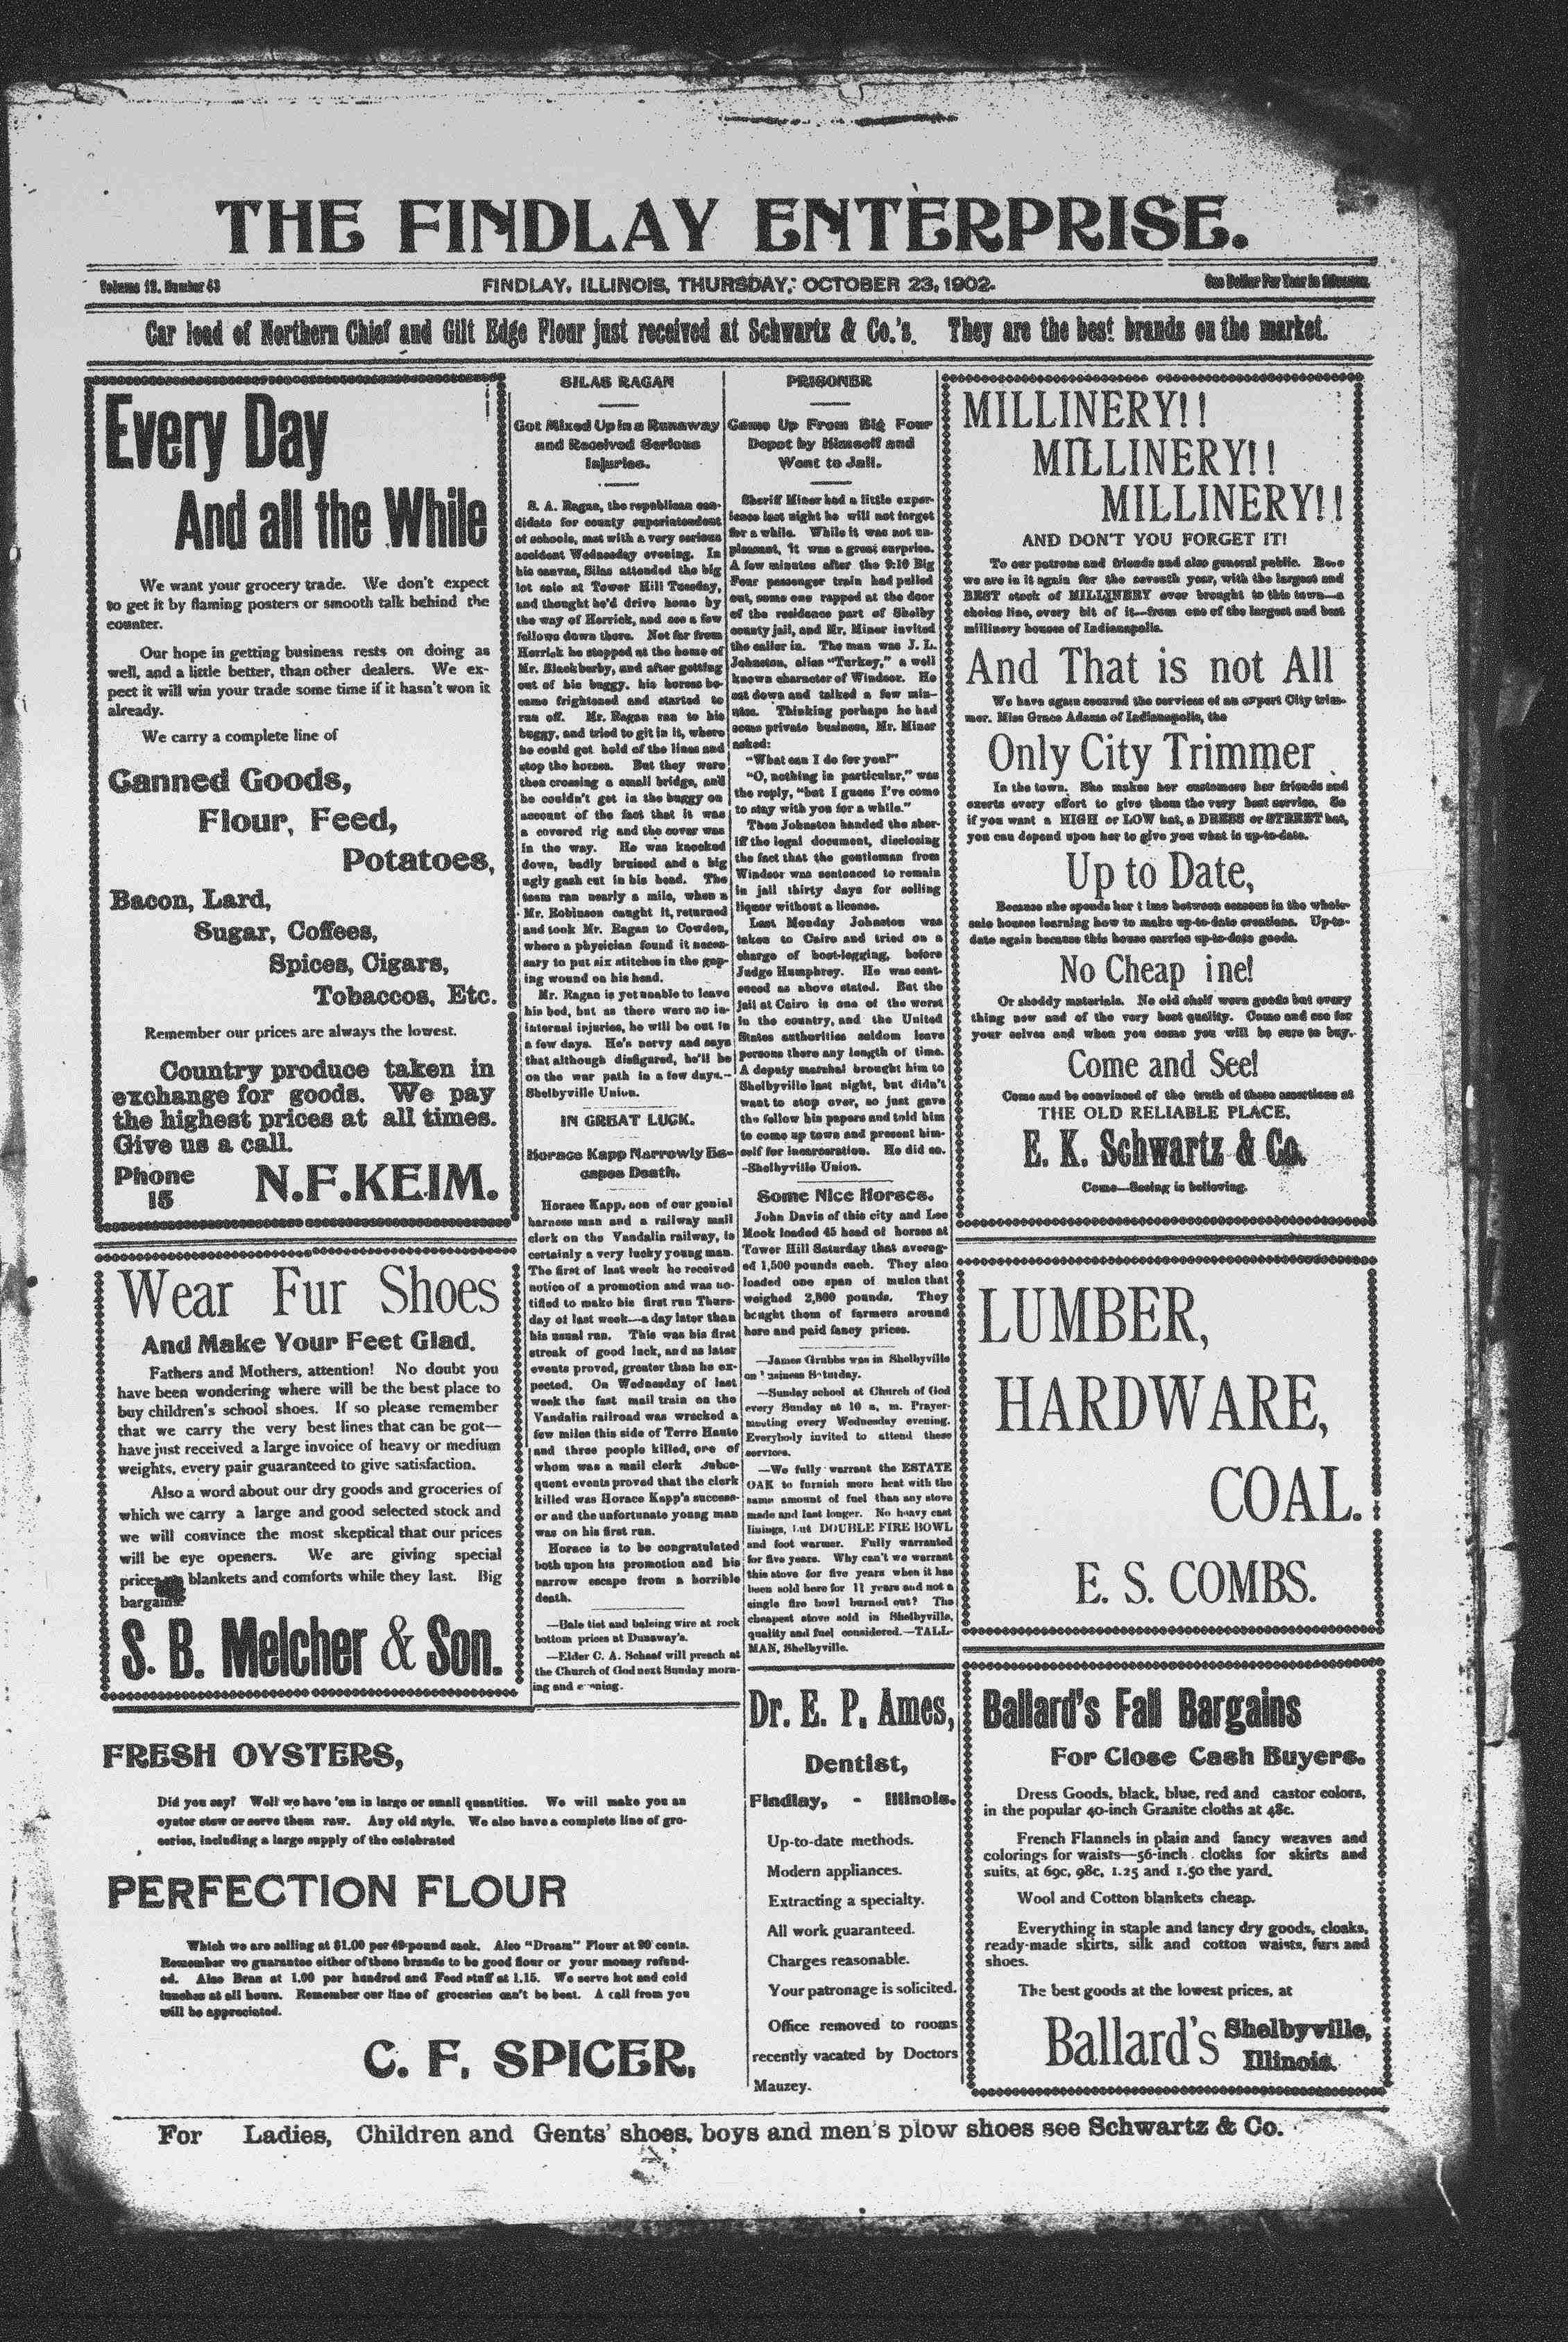 THE FINDLAY ENTERPRISE.
Volume 12, Number 43
FINDLAY, ILLINOIS, THURSDAY, OCTOBER 23, 1902.
One Dollar Per Year In Advance.
Car load of Northern Chief and Gilt Edge Flour just received at Schwartz & Co.'s. They are the best brands on the market.
Every Day
And all the While
We want your grocery trade. We don't expect
to get it by flaming posters or smooth talk behind the
counter.
Our hope in getting business rests on doing as
well, and a little better, than other dealers. We ex-
pect it will win your trade some time if it hasn't won it
already.
We carry a complete line of
Canned Goods,
Flour, Feed,
Potatoes,
Bacon, Lard,
Sugar, Coffees,
Spices, Cigars,
Tobaccos, Etc.
Remember our prices are always the lowest.
Country produce taken in
exchange for goods. We pay
the highest prices at all times.
Give us a call.
Phone
15
N.F.KEIM.
Wear Fur Shoes
And Make Your Feet Glad.
Fathers and Mothers, attention! No doubt you
have been wondering where will be the best place to
buy children's school shoes. If so please remember
that we carry the very best lines that can be got—
have just received a large invoice of heavy or medium
weights, every pair guaranteed to give satisfaction.
Also a word about our dry goods and groceries of
which we carry a large and good selected stock and
we will convince the most skeptical that our prices
will be eye openers. We are giving special
prices blankets and comforts while they last. Big
bargains
S. B. Melcher & Son.
SILAS RAGAN
Got Mixed Up in a Runaway
and Received Serious
Injuries.
S. A. Ragan, the republican can-
didate for county superintendent
of schools, met with a very serious
accident Wednesday evening. In
his canvas, Silas attended the big
lot sale at Tower Hill Tuesday,
and thought he'd drive home by
the way of Herrick, and see a few
fellows down there. Not far from
Herrick he stopped at the home of
Mr. Bleckberby, and after getting
out of his buggy, his horses be-
came frightened and started to
run off. Mr. Ragan ran to his
buggy, and tried to git in it, where
he could get hold of the lines and
stop the horses. But they were
then crossing a small bridge, and
he couldn't get in the buggy on
account of the fact that it was
a covered rig and the cover was
in the way. He was knocked
down, badly bruised and a big
ugly gash cut in his head. The
team ran nearly a mile, when a
Mr. Robinson caught it, returned
and took Mr. Ragan to Cowden,
where a physician found it neces-
sary to put six stitches in the gap-
ing wound on his head.
Mr. Ragan is yet unable to leave
his bed, but as there were no in-
internal injuries, he will be out in
a few days. He's nervy and says
that although disfigured, he'll be
on the war path in a few days.—
Shelbyville Union.
IN GREAT LUCK.
Horace Kapp Narrowly Es-
capes Death.
Horace Kapp, son of our genial
harness man and a railway mail
clerk on the Vandalia railway, is
certainly a very lucky young man.
The first of last week he received
notice of a promotion and was no-
tified to make his first run Thurs-
day of last week—a day later than
his usual run. This was his first
streak of good luck, and as later
events proved, greater than he ex-
pected. On Wednesday of last
week the fast mail train on the
Vandalia railroad was wrecked a
few miles this side of Terre Haute
and three people killed, one of
whom was a mail clerk. Subse-
quent events proved that the clerk
killed was Horace Kapp's success-
or and the unfortunate young man
was on his first run.
Horace is to be congratulated
both upon his promotion and his
narrow escape from a horrible
death.
—Bale tiet and baleing wire at rock
bottom prices at Dunaway's.
—Elder C. A. Schaaf will preach at
the Church of God next Sunday morn-
ing and evening.
PRISONER
Came Up From Big Four
Depot by Himself and
Went to Jail.
Sheriff Miner had a little exper-
ience last night he will not forget
for a while. While it was not un-
pleasant, it was a great surprise.
A few minutes after the 9:10 Big
Four passenger train had pulled
out, some one rapped at the door
of the residence part of Shelby
county jail, and Mr. Miner invited
the caller in. The man was J. L.
Johnston, alias "Turkey," a well
known character of Windsor. He
sat down and talked a few min-
utes. Thinking perhaps he had
some private business, Mr. Miner
asked:
"What can I do for you?"
"O, nothing in particular," was
the reply, "but I guess I've come
to stay with you for a while."
Then Johnston handed the sher-
iff the legal document, disclosing
the fact that the gentleman from
Windsor was sentenced to remain
in jail thirty days for selling
liquor without a license.
Last Monday Johnston was
taken to Cairo and tried on a
charge of boot-legging, before
Judge Humphrey. He was sent-
enced as above stated. But the
jail at Cairo is one of the worst
in the country, and the United
States authorities seldom leave
persons there any length of time.
A deputy marshal brought him to
Shelbyville last night, but didn't
want to stop over, so just gave
the fellow his papers and told him
to come up town and present him-
self for incarceration. He did so.
-Shelbyville Union.
Some Nice Horses.
John Davis of this city and Lee
Mook loaded 45 head of horses at
Tower Hill Saturday that averag-
ed 1,500 pounds each. They also
loaded one span of mules that
weighed 2,800 pounds. They
bought them of farmers around
here and paid fancy prices.
—James Grubbs was in Shelbyville
on business Saturday.
—Sunday school at Church of God
every Sunday at 10 a. m. Prayer-
meeting every Wednesday evening.
Everybody invited to attend these
services.
—We fully warrant the ESTATE
OAK to furnish more heat with the
same amount of fuel than any stove
made and last longer. No heavy cast
linings, but DOUBLE FIRE BOWL
and foot warmer. Fully warranted
for five years. Why can't we warrant
this stove for five years when it has
been sold here for 11 years and not a
single fire bowl burned out? The
cheapest stove sold in Shelbyville,
quality and fuel considered.—TALL-
MAN, Shelbyville.
MILLINERY!!
MILLINERY!!
MILLINERY!!
AND DON'T YOU FORGET IT!
To our patrons and friends and also general public. Here
we are in it again for the seventh year, with the largest and
BEST stock of MILLINERY ever brought to this town—a
choice line, every bit of it—from one of the largest and best
millinery houses of Indianapolis.
And That is not All
We have again secured the services of an expert City trim-
mer. Miss Grace Adams of Indianapolis, the
Only City Trimmer
In the town. She makes her customers her friends and
exerts every effort to give them the very best service. So
if you want a HIGH or LOW hat, a DRESS or STREET hat,
you can depend upon her to give you what is up-to-date.
Up to Date,
Because she spends her time between seasons in the whole-
sale houses learning how to make up-to-date creations. Up-to-
date again because this house carries up-to-date goods.
No Cheap ine!
Or shoddy materials. No old shelf worn goods but every
thing new and of the very best quality. Come and see for
your selves and when you come you will be sure to buy.
Come and See!
Come and be convinced of the truth of these assertions at
THE OLD RELIABLE PLACE.
E. K. Schwartz & Co.
Come—Seeing is believing.
LUMBER,
HARDWARE,
COAL.
E. S. COMBS.
FRESH OYSTERS,
Did you say? Well we have 'em in large or small quantities. We will make you an
oyster stew or serve them raw. Any old style. We also have a complete line of gro-
ceries, including a large supply of the celebrated
PERFECTION FLOUR
Which we are selling at $1.00 per 49-pound sack. Also "Dream" Flour at 90 cents.
Remember we guarantee either of these brands to be good flour or your money refund-
ed. Also Bran at 1.00 per hundred and Feed staff at 1.15. We serve hot and cold
lunches at all hours. Remember our line of groceries can't be beat. A call from you
will be appreciated.
C. F. SPICER.
Dr. E. P. Ames,
Dentist,
Findlay, - Illinois.
Up-to-date methods.
Modern appliances.
Extracting a specialty.
All work guaranteed.
Charges reasonable.
Your patronage is solicited.
Office removed to rooms
recently vacated by Doctors
Mauzey.
Ballard's Fall Bargains
For Close Cash Buyers.
Dress Goods, black, blue, red and castor colors,
in the popular 40-inch Granite cloths at 48c.
French Flannels in plain and fancy weaves and
colorings for waists—56-inch cloths for skirts and
suits, at 69c, 98c, 1.25 and 1.50 the yard.
Wool and Cotton blankets cheap.
Everything in staple and fancy dry goods, cloaks,
ready-made skirts, silk and cotton waists, furs and
shoes.
The best goods at the lowest prices, at
Ballard's Shelbyville,
Illinois.
For Ladies, Children and Gents' shoes, boys and men's plow shoes see Schwartz & Co.